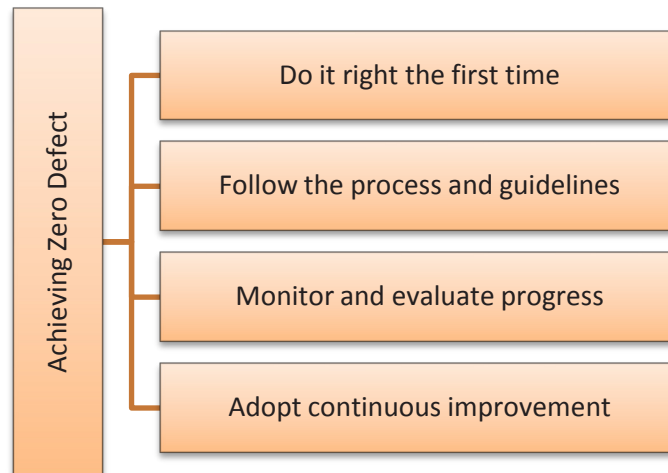 Achieving Zero Defect
Do it right the first time
Follow the process and guidelines
Monitor and evaluate progress
Adopt continuous improvement